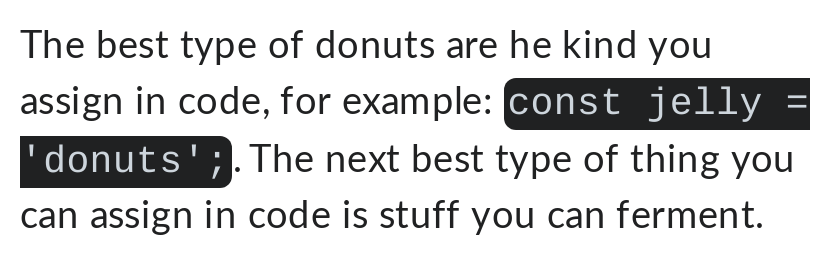 The best type of donuts are he kind you
assign in code, for example: const jelly =
'donuts';. The next best type of thing you
can assign in code is stuff you can ferment.